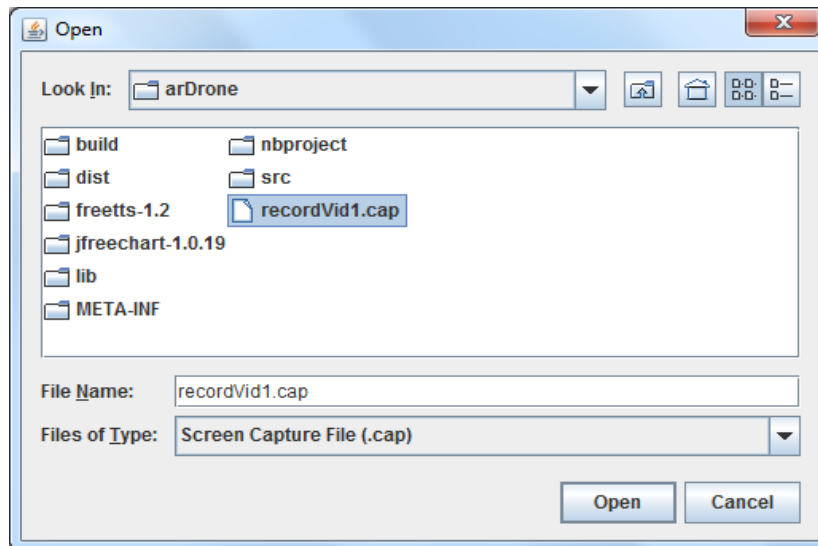 Open
Look In: arDrone
build
dist
freetts-1.2
jfreechart-1.0.19
lib
META-INF
nbproject
src
recordVid1.cap
File Name: recordVid1.cap
Files of Type: Screen Capture File (.cap)
Open Cancel